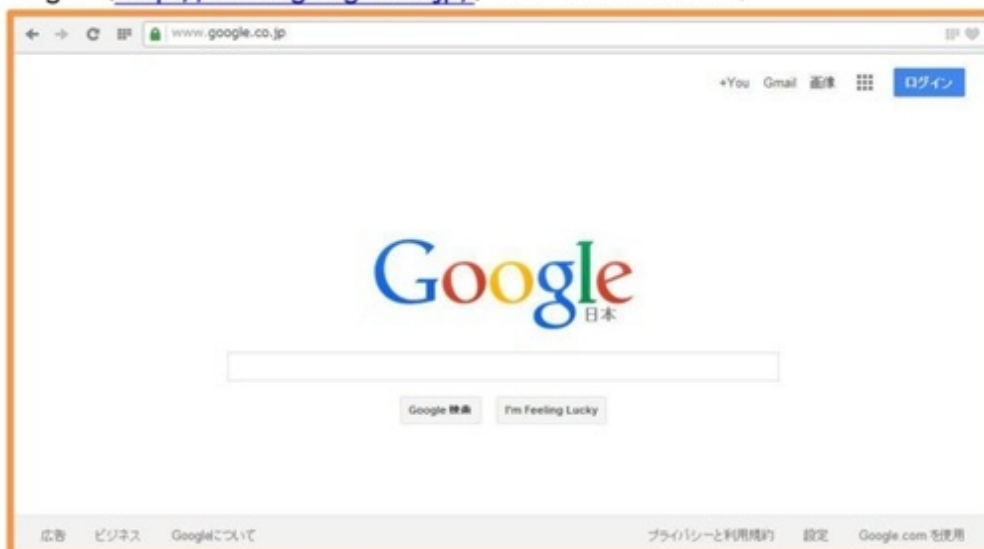 www.google.co.jp
+You Gmail 画像 ログイン
Google
日本
Google 検索 I'm Feeling Lucky
広告 ビジネス Googleについて プライバシーと利用規約 設定 Google.com を使用